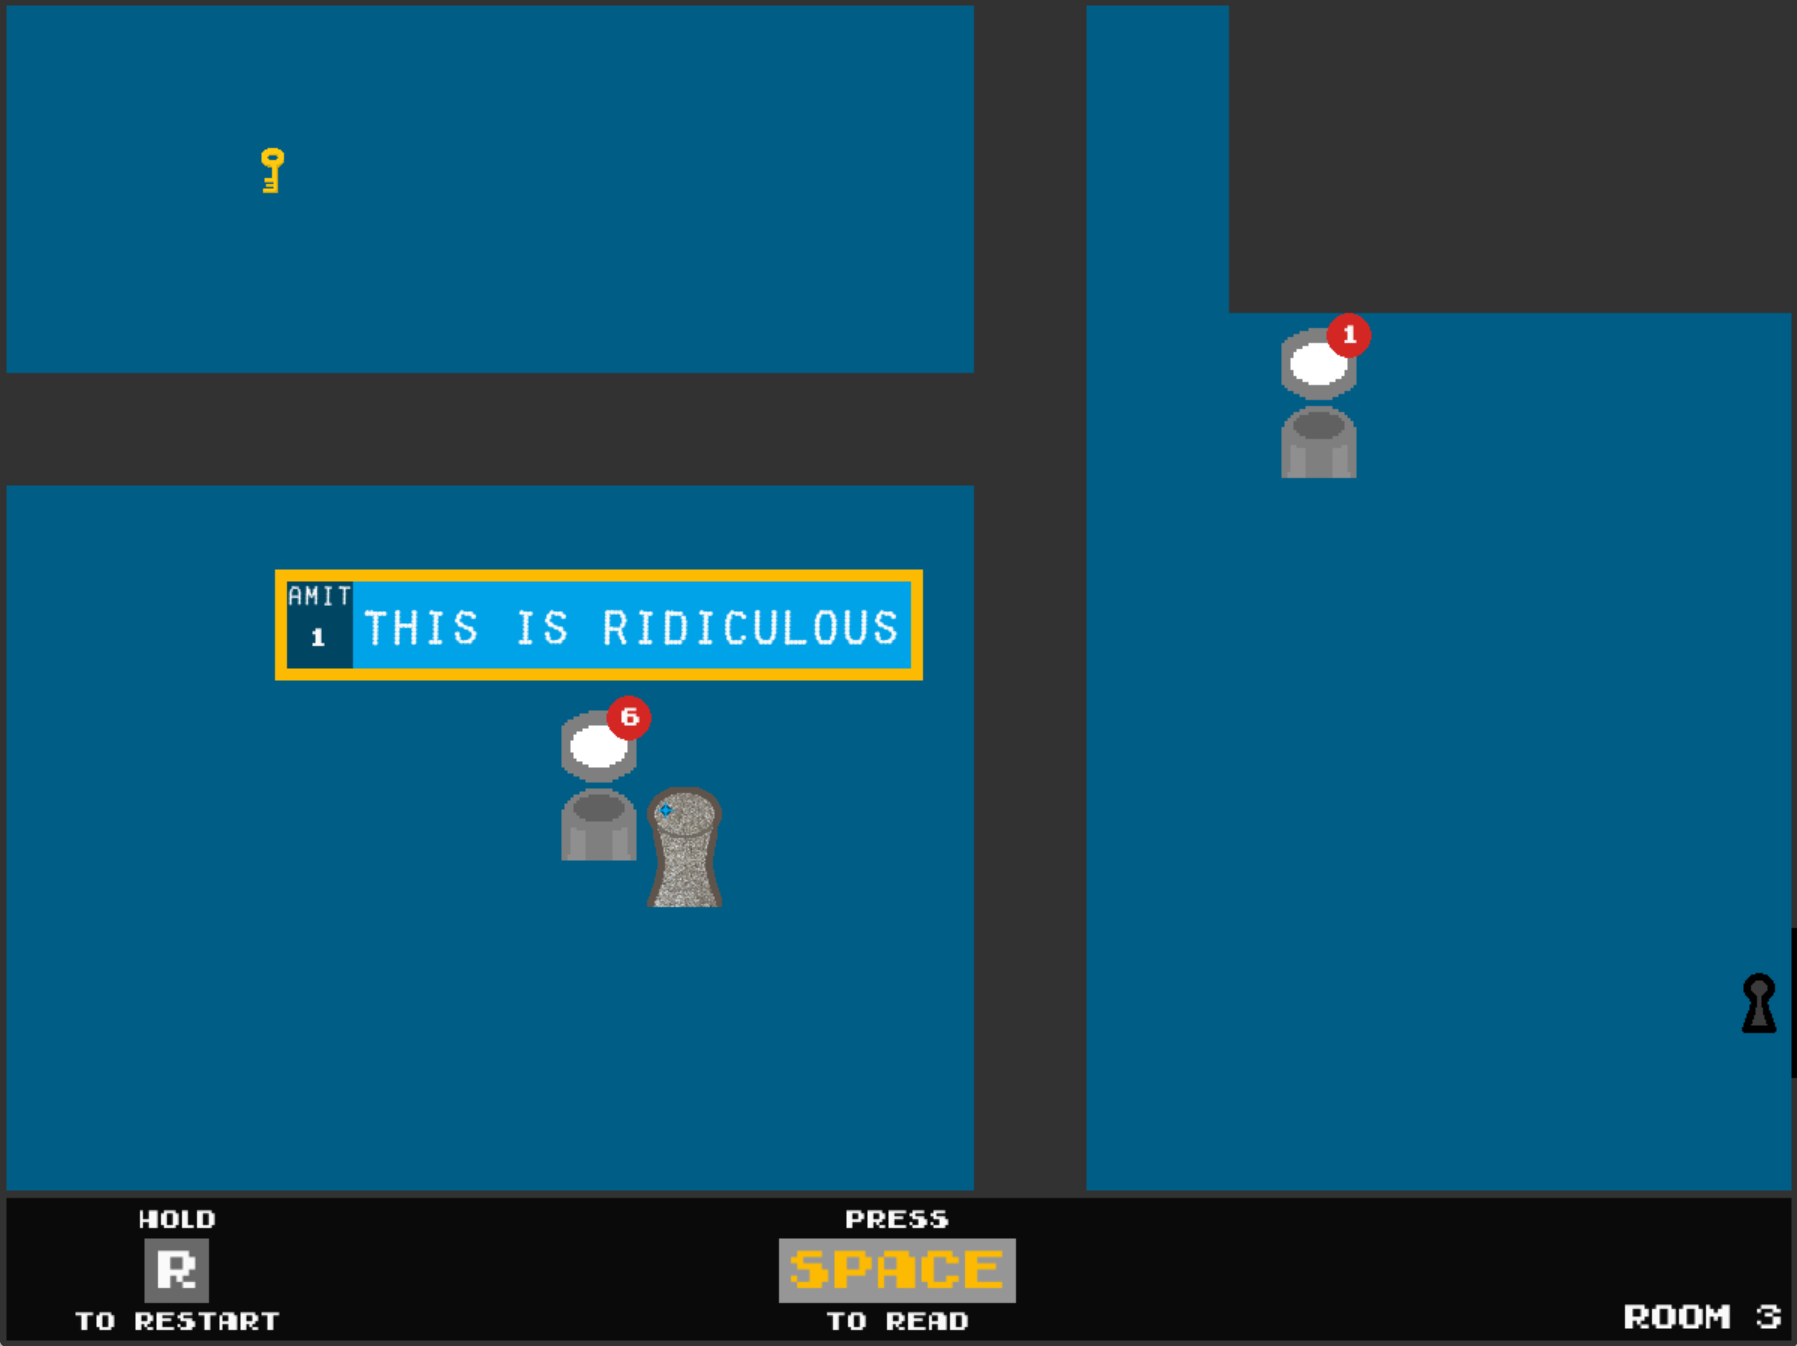 1
AMIT
1
THIS IS RIDICULOUS
6
HOLD
R
TO RESTART
PRESS
SPACE
TO READ
ROOM 3